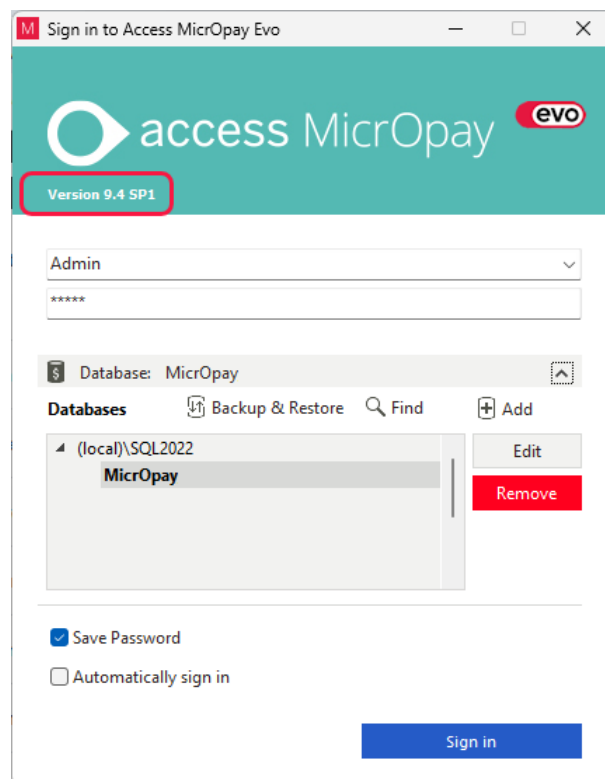 M Sign in to Access MicrOpay Evo
access MicrOpay evo
Version 9.4 SP1
Admin
*****
$ Database: MicrOpay
Databases Backup & Restore Find Add
(local)\SQL2022
MicrOpay
Edit
Remove
Save Password
Automatically sign in
Sign in